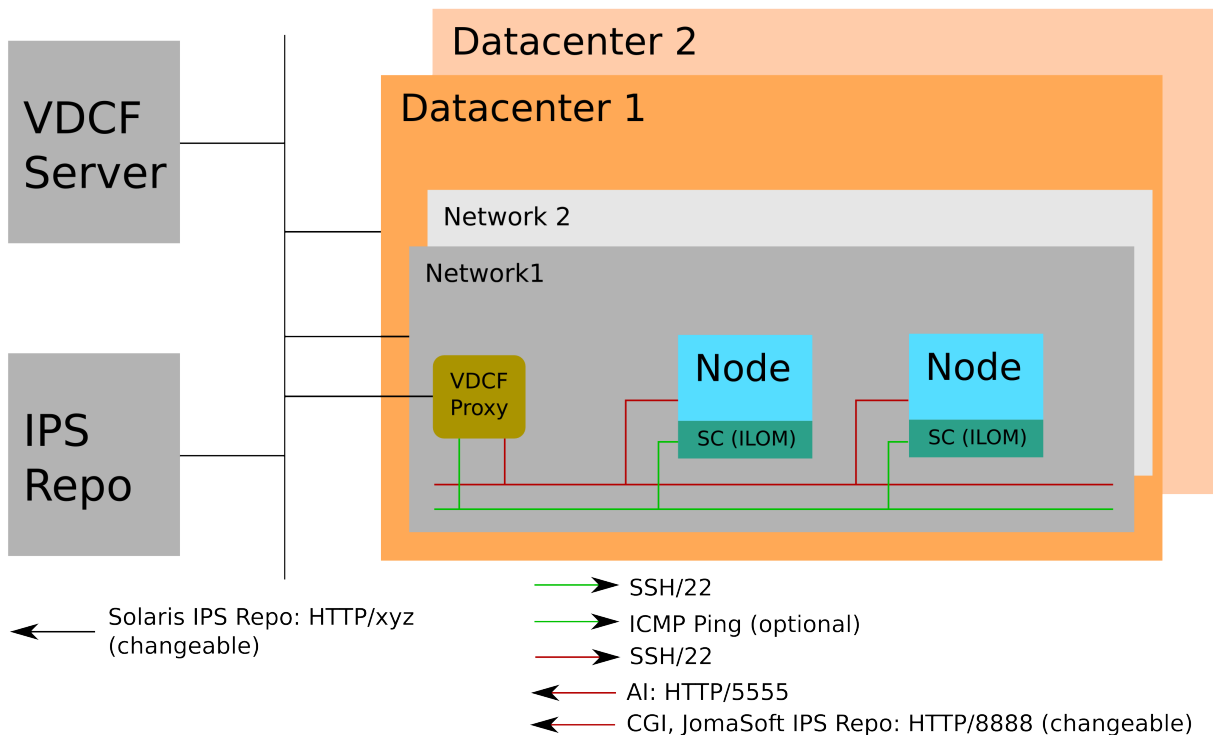 Datacenter 2
Datacenter 1
VDCF
Server
Network 2
Network1
VDCF
Proxy
Node
SC (ILOM)
Node
SC (ILOM)
IPS
Repo
Solaris IPS Repo: HTTP/xyz
(changeable)
SSH/22
ICMP Ping (optional)
SSH/22
AI: HTTP/5555
CGI, JomaSoft IPS Repo: HTTP/8888 (changeable)